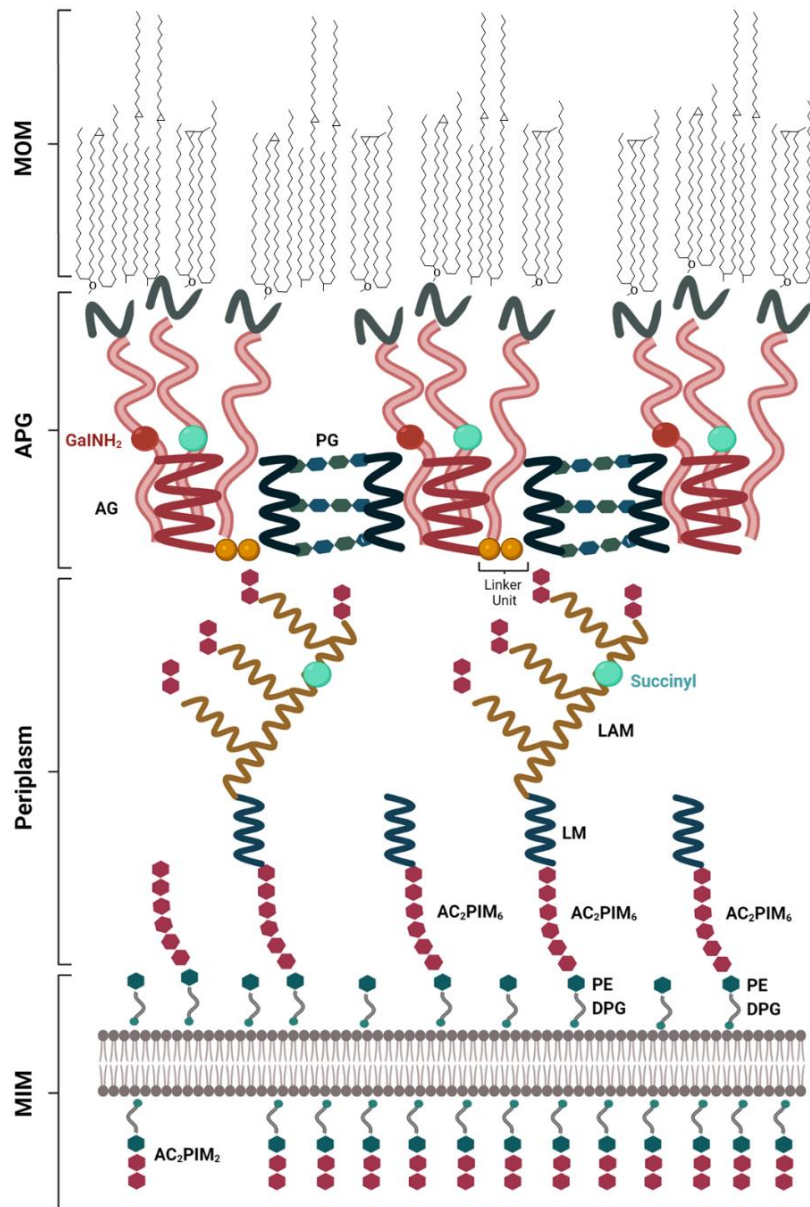 MOM
O
O
O
O
O
O
O
APG
GalNH₂
PG
AG
Linker
Unit
Periplasm
Succinyl
LAM
LM
AC₂PIM₆
AC₂PIM₆
AC₂PIM₆
MIM
PE
PE
DPG
DPG
AC₂PIM₂